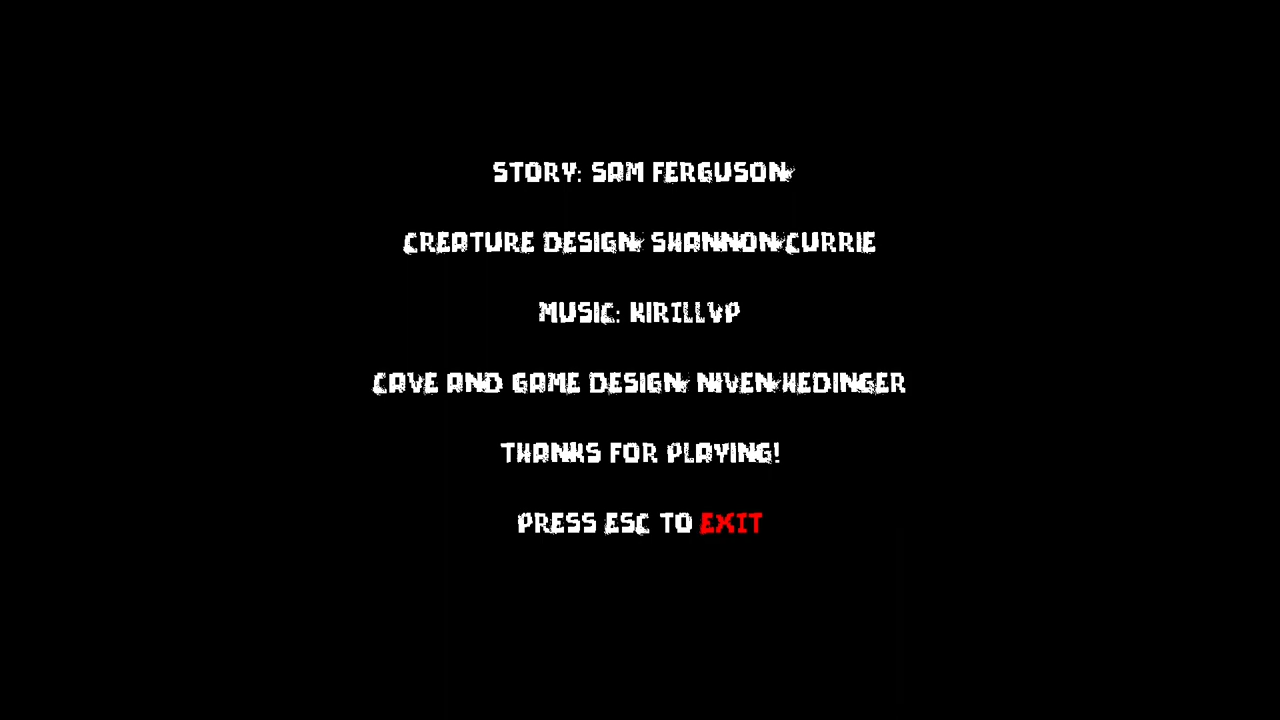 STORY: SAM FERGUSON
CREATURE DESIGN: SHANNON CURRIE
MUSIC: KIRILLVP
CAVE AND GAME DESIGN: NIVEN HEDINGER
THANKS FOR PLAYING!
PRESS ESC TO EXIT